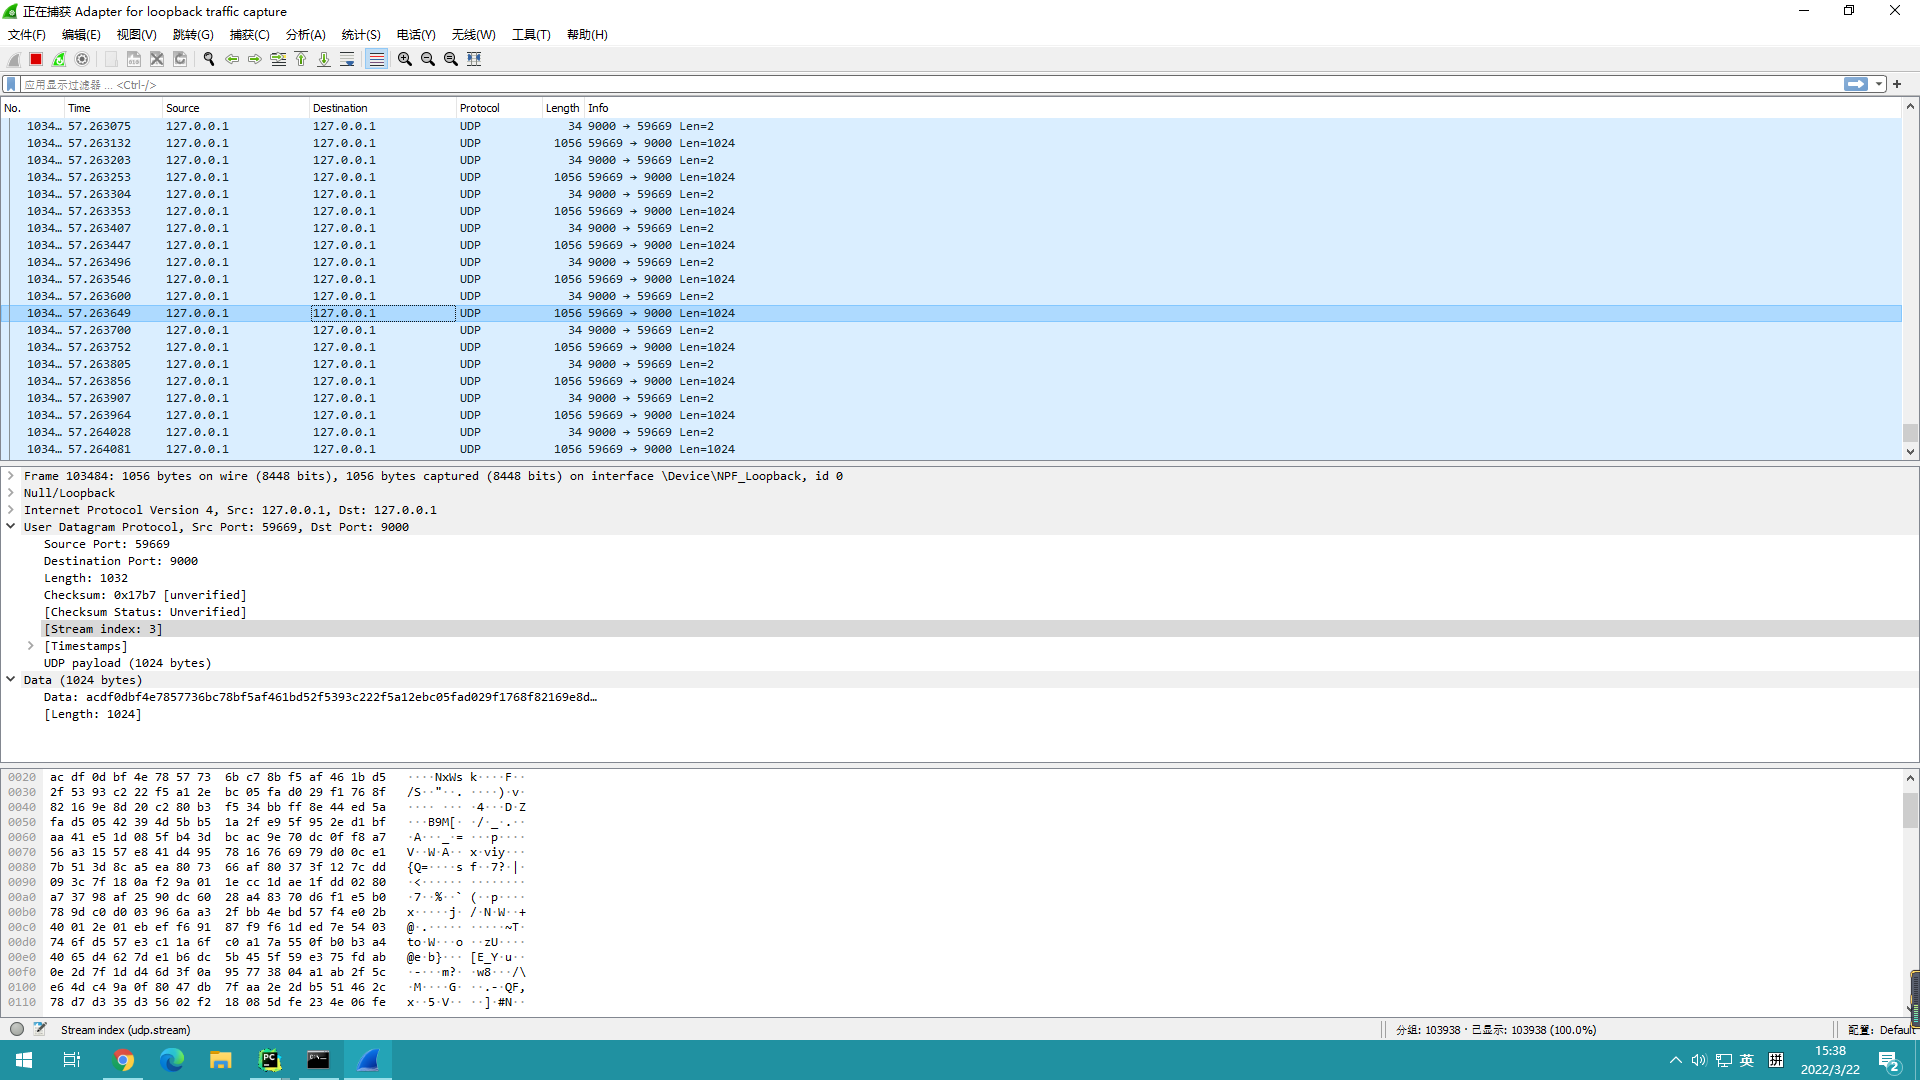 正在捕获 Adapter for loopback traffic capture
文件(F) 编辑(E) 视图(V) 跳转(G) 捕获(C) 分析(A) 统计(S) 电话(Y) 无线(W) 工具(T) 帮助(H)
应用显示过滤器 … <Ctrl-/>
No. Time Source Destination Protocol Length Info
1034… 57.263075 127.0.0.1 127.0.0.1 UDP 34 9000 → 59669 Len=2
1034… 57.263132 127.0.0.1 127.0.0.1 UDP 1056 59669 → 9000 Len=1024
1034… 57.263203 127.0.0.1 127.0.0.1 UDP 34 9000 → 59669 Len=2
1034… 57.263253 127.0.0.1 127.0.0.1 UDP 1056 59669 → 9000 Len=1024
1034… 57.263304 127.0.0.1 127.0.0.1 UDP 34 9000 → 59669 Len=2
1034… 57.263353 127.0.0.1 127.0.0.1 UDP 1056 59669 → 9000 Len=1024
1034… 57.263407 127.0.0.1 127.0.0.1 UDP 34 9000 → 59669 Len=2
1034… 57.263447 127.0.0.1 127.0.0.1 UDP 1056 59669 → 9000 Len=1024
1034… 57.263496 127.0.0.1 127.0.0.1 UDP 34 9000 → 59669 Len=2
1034… 57.263546 127.0.0.1 127.0.0.1 UDP 1056 59669 → 9000 Len=1024
1034… 57.263600 127.0.0.1 127.0.0.1 UDP 34 9000 → 59669 Len=2
1034… 57.263649 127.0.0.1 127.0.0.1 UDP 1056 59669 → 9000 Len=1024
1034… 57.263700 127.0.0.1 127.0.0.1 UDP 34 9000 → 59669 Len=2
1034… 57.263752 127.0.0.1 127.0.0.1 UDP 1056 59669 → 9000 Len=1024
1034… 57.263805 127.0.0.1 127.0.0.1 UDP 34 9000 → 59669 Len=2
1034… 57.263856 127.0.0.1 127.0.0.1 UDP 1056 59669 → 9000 Len=1024
1034… 57.263907 127.0.0.1 127.0.0.1 UDP 34 9000 → 59669 Len=2
1034… 57.263964 127.0.0.1 127.0.0.1 UDP 1056 59669 → 9000 Len=1024
1034… 57.264028 127.0.0.1 127.0.0.1 UDP 34 9000 → 59669 Len=2
1034… 57.264081 127.0.0.1 127.0.0.1 UDP 1056 59669 → 9000 Len=1024
Frame 103484: 1056 bytes on wire (8448 bits), 1056 bytes captured (8448 bits) on interface \Device\NPF_Loopback, id 0
Null/Loopback
Internet Protocol Version 4, Src: 127.0.0.1, Dst: 127.0.0.1
User Datagram Protocol, Src Port: 59669, Dst Port: 9000
Source Port: 59669
Destination Port: 9000
Length: 1032
Checksum: 0x17b7 [unverified]
[Checksum Status: Unverified]
[Stream index: 3]
[Timestamps]
UDP payload (1024 bytes)
Data (1024 bytes)
Data: acdf0dbf4e7857736bc78bf5af461bd52f5393c222f5a12ebc05fad029f1768f82169e8d…
[Length: 1024]
0020 ac df 0d bf 4e 78 57 73 6b c7 8b f5 af 46 1b d5 ····NxWs k····F··
0030 2f 53 93 c2 22 f5 a1 2e bc 05 fa d0 29 f1 76 8f /S··"··. ····)·v·
0040 82 16 9e 8d 20 c2 80 b3 f5 34 bb ff 8e 44 ed 5a ···· ··· ·4···D·Z
0050 fa d5 05 42 39 4d 5b b5 1a 2f e9 5f 95 2e d1 bf ···B9M[· ·/·_·.··
0060 aa 41 e5 1d 08 5f b4 3d bc ac 9e 70 dc 0f f8 a7 ·A···_·= ···p····
0070 56 a3 15 57 e8 41 d4 95 78 16 76 69 79 d0 0c e1 V··W·A·· x·viy···
0080 7b 51 3d 8c a5 ea 80 73 66 af 80 37 3f 12 7c dd {Q=····s f··7?·|·
0090 09 3c 7f 18 0a f2 9a 01 1e cc 1d ae 1f dd 02 80 ·<······ ········
00a0 a7 37 98 af 25 90 dc 60 28 a4 83 70 d6 f1 e5 b0 ·7··%··` (··p····
00b0 78 9d c0 d0 03 96 6a a3 2f bb 4e bd 57 f4 e0 2b x·····j· /·N·W··+
00c0 40 01 2e 01 eb ef f6 91 87 f9 f6 1d ed 7e 54 03 @·.····· ·····~T·
00d0 74 6f d5 57 e3 c1 1a 6f c0 a1 7a 55 0f b0 b3 a4 to·W···o ··zU····
00e0 40 65 d4 62 7d e1 b6 dc 5b 45 5f 59 e3 75 fd ab @e·b}··· [E_Y·u··
00f0 0e 2d 7f 1d d4 6d 3f 0a 95 77 38 04 a1 ab 2f 5c ·-···m?· ·w8···/\
0100 e6 4d c4 9a 0f 80 47 db 7f aa 2e 2d b5 51 46 2c ·M····G· ··.-·QF,
0110 78 d7 d3 35 d3 56 02 f2 18 08 5d fe 23 4e 06 fe x··5·V·· ··]·#N··
Stream index (udp.stream) 分组: 103938 · 已显示: 103938 (100.0%) 配置: Default
英 拼 15:38
2022/3/22 2